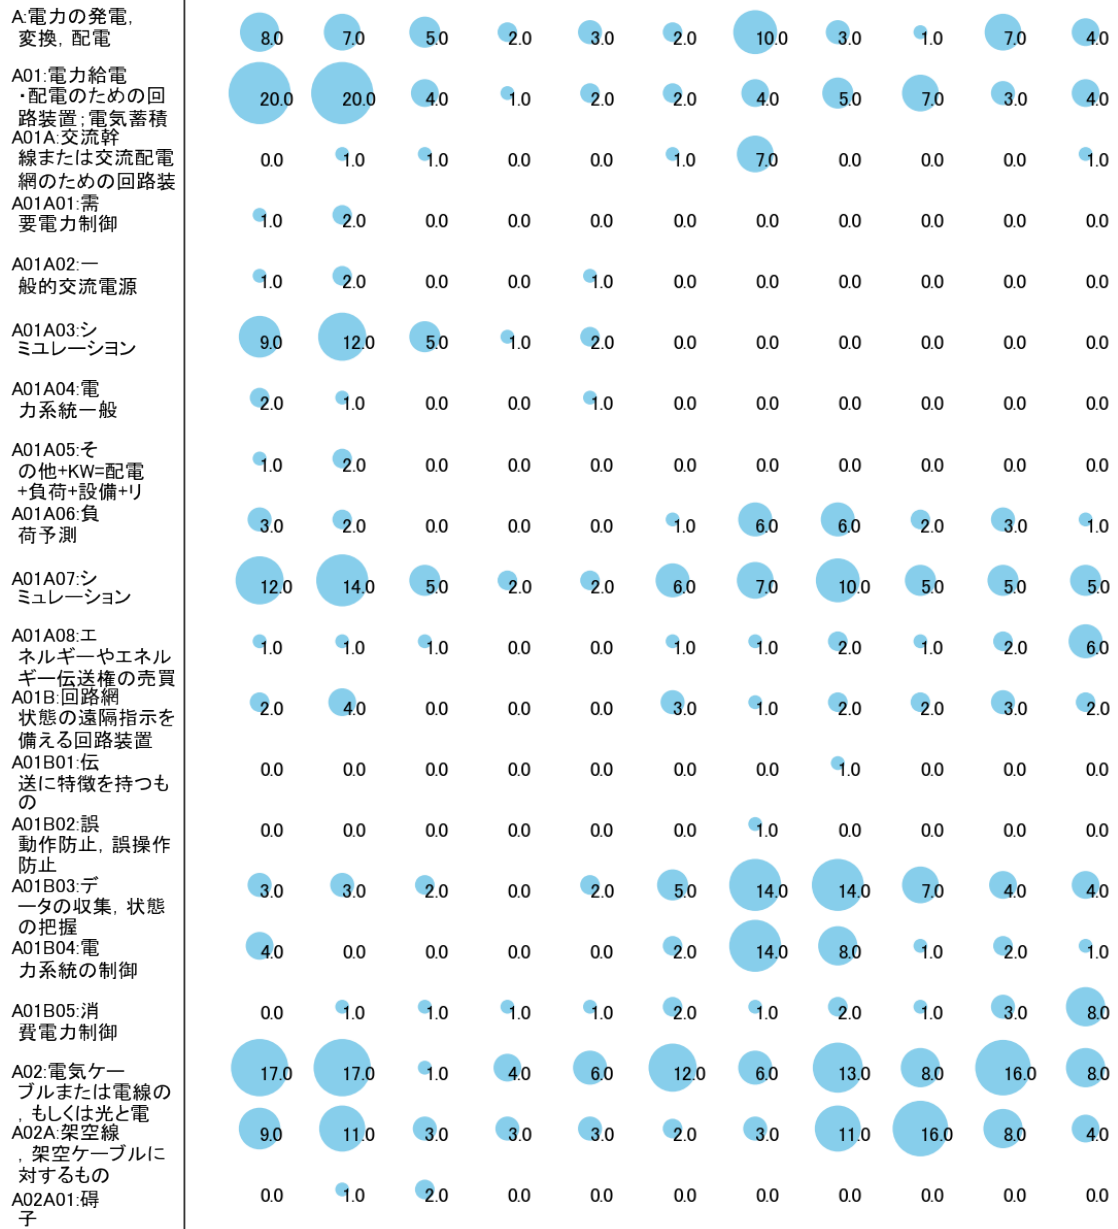 A:電力の発電,
変換, 配電
8.0 7.0 5.0 2.0 3.0 2.0 10.0 3.0 1.0 7.0 4.0
A01:電力給電
・配電のための回
路装置;電気蓄積
20.0 20.0 4.0 1.0 2.0 2.0 4.0 5.0 7.0 3.0 4.0
A01A:交流幹
線または交流配電
網のための回路装
0.0 1.0 1.0 0.0 0.0 1.0 7.0 0.0 0.0 0.0 1.0
A01A01:需
要電力制御
1.0 2.0 0.0 0.0 0.0 0.0 0.0 0.0 0.0 0.0 0.0
A01A02:一
般的交流電源
1.0 2.0 0.0 0.0 1.0 0.0 0.0 0.0 0.0 0.0 0.0
A01A03:シ
ミユレーシヨン
9.0 12.0 5.0 1.0 2.0 0.0 0.0 0.0 0.0 0.0 0.0
A01A04:電
力系統一般
2.0 1.0 0.0 0.0 1.0 0.0 0.0 0.0 0.0 0.0 0.0
A01A05:そ
の他+KW=配電
+負荷+設備+リ
1.0 2.0 0.0 0.0 0.0 0.0 0.0 0.0 0.0 0.0 0.0
A01A06:負
荷予測
3.0 2.0 0.0 0.0 0.0 1.0 6.0 6.0 2.0 3.0 1.0
A01A07:シ
ミュレーション
12.0 14.0 5.0 2.0 2.0 6.0 7.0 10.0 5.0 5.0 5.0
A01A08:エ
ネルギーやエネル
ギー伝送権の売買
1.0 1.0 1.0 0.0 0.0 1.0 1.0 2.0 1.0 2.0 6.0
A01B:回路網
状態の遠隔指示を
備える回路装置
2.0 4.0 0.0 0.0 0.0 3.0 1.0 2.0 2.0 3.0 2.0
A01B01:伝
送に特徴を持つも
の
0.0 0.0 0.0 0.0 0.0 0.0 0.0 1.0 0.0 0.0 0.0
A01B02:誤
動作防止, 誤操作
防止
0.0 0.0 0.0 0.0 0.0 0.0 1.0 0.0 0.0 0.0 0.0
A01B03:デ
ータの収集, 状態
の把握
3.0 3.0 2.0 0.0 2.0 5.0 14.0 14.0 7.0 4.0 4.0
A01B04:電
力系統の制御
4.0 0.0 0.0 0.0 0.0 2.0 14.0 8.0 1.0 2.0 1.0
A01B05:消
費電力制御
0.0 1.0 1.0 1.0 1.0 2.0 1.0 2.0 1.0 3.0 8.0
A02:電気ケー
ブルまたは電線の
, もしくは光と電
17.0 17.0 1.0 4.0 6.0 12.0 6.0 13.0 8.0 16.0 8.0
A02A:架空線
, 架空ケーブルに
対するもの
9.0 11.0 3.0 3.0 3.0 2.0 3.0 11.0 16.0 8.0 4.0
A02A01:碍
子
0.0 1.0 2.0 0.0 0.0 0.0 0.0 0.0 0.0 0.0 0.0